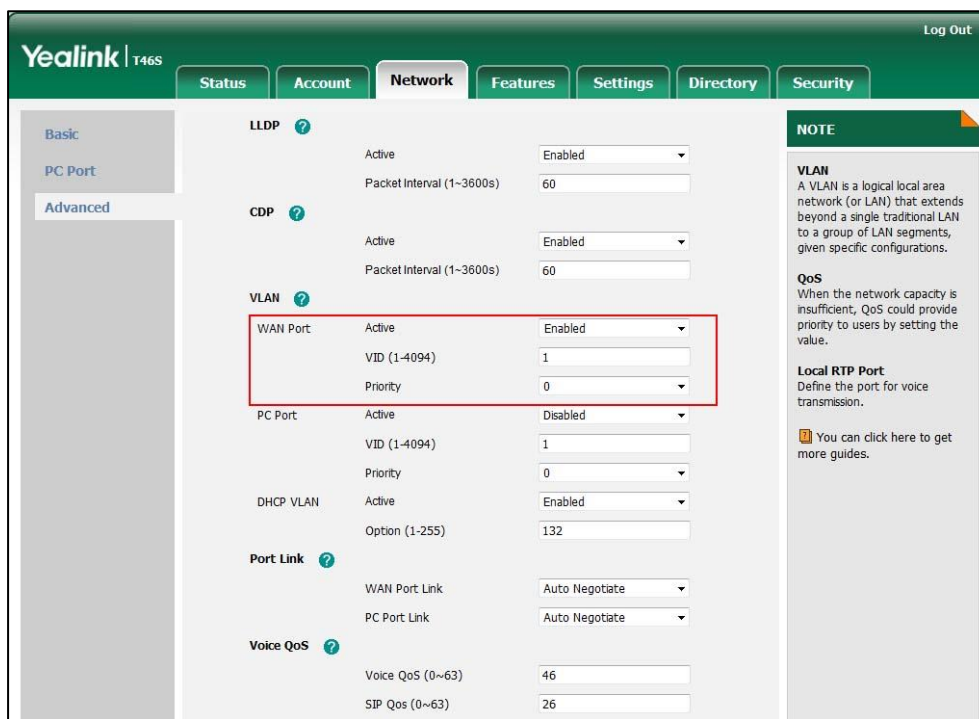 Log Out
Yealink | T46S
Status Account Network Features Settings Directory Security
Basic
PC Port
Advanced
LLDP ?
Active Enabled
Packet Interval (1~3600s) 60
CDP ?
Active Enabled
Packet Interval (1~3600s) 60
VLAN ?
WAN Port Active Enabled
VID (1-4094) 1
Priority 0
PC Port Active Disabled
VID (1-4094) 1
Priority 0
DHCP VLAN Active Enabled
Option (1-255) 132
Port Link ?
WAN Port Link Auto Negotiate
PC Port Link Auto Negotiate
Voice QoS ?
Voice QoS (0~63) 46
SIP Qos (0~63) 26
NOTE
VLAN
A VLAN is a logical local area
network (or LAN) that extends
beyond a single traditional LAN
to a group of LAN segments,
given specific configurations.
QoS
When the network capacity is
insufficient, QoS could provide
priority to users by setting the
value.
Local RTP Port
Define the port for voice
transmission.
? You can click here to get
more guides.